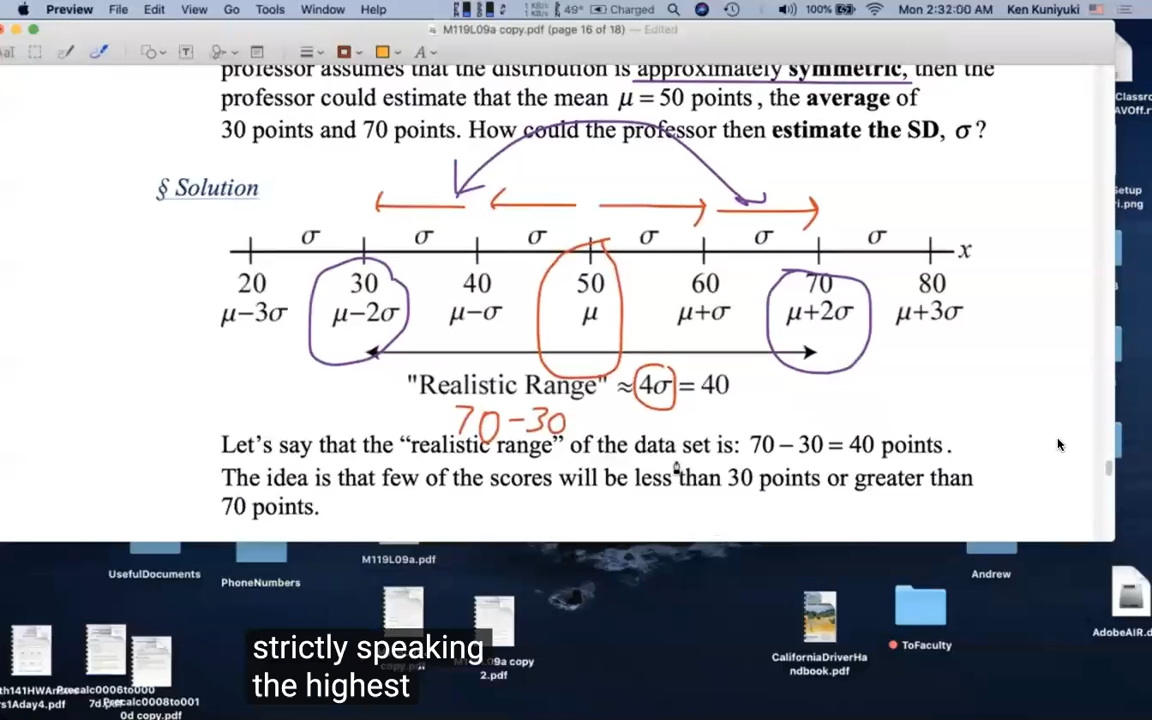 Preview File Edit View Go Tools Window Help 49° Charged 100% Mon 2:32:00 AM Ken Kuniyuki
M119L09a copy.pdf (page 16 of 18) — Edited
professor assumes that the distribution is approximately symmetric, then the
professor could estimate that the mean μ = 50 points, the average of
30 points and 70 points. How could the professor then estimate the SD, σ?
§ Solution
σ σ σ σ σ σ
x
20 30 40 50 60 70 80
μ−3σ μ−2σ μ−σ μ μ+σ μ+2σ μ+3σ
"Realistic Range" ≈ 4σ = 40
70-30
Let's say that the “realistic range” of the data set is: 70 − 30 = 40 points.
The idea is that few of the scores will be less than 30 points or greater than
70 points.
UsefulDocuments
PhoneNumbers
M119L09a.pdf
Andrew
strictly speaking
the highest
2.pdf
CaliforniaDriverHa
ndbook.pdf
ToFaculty
AdobeAIR.d